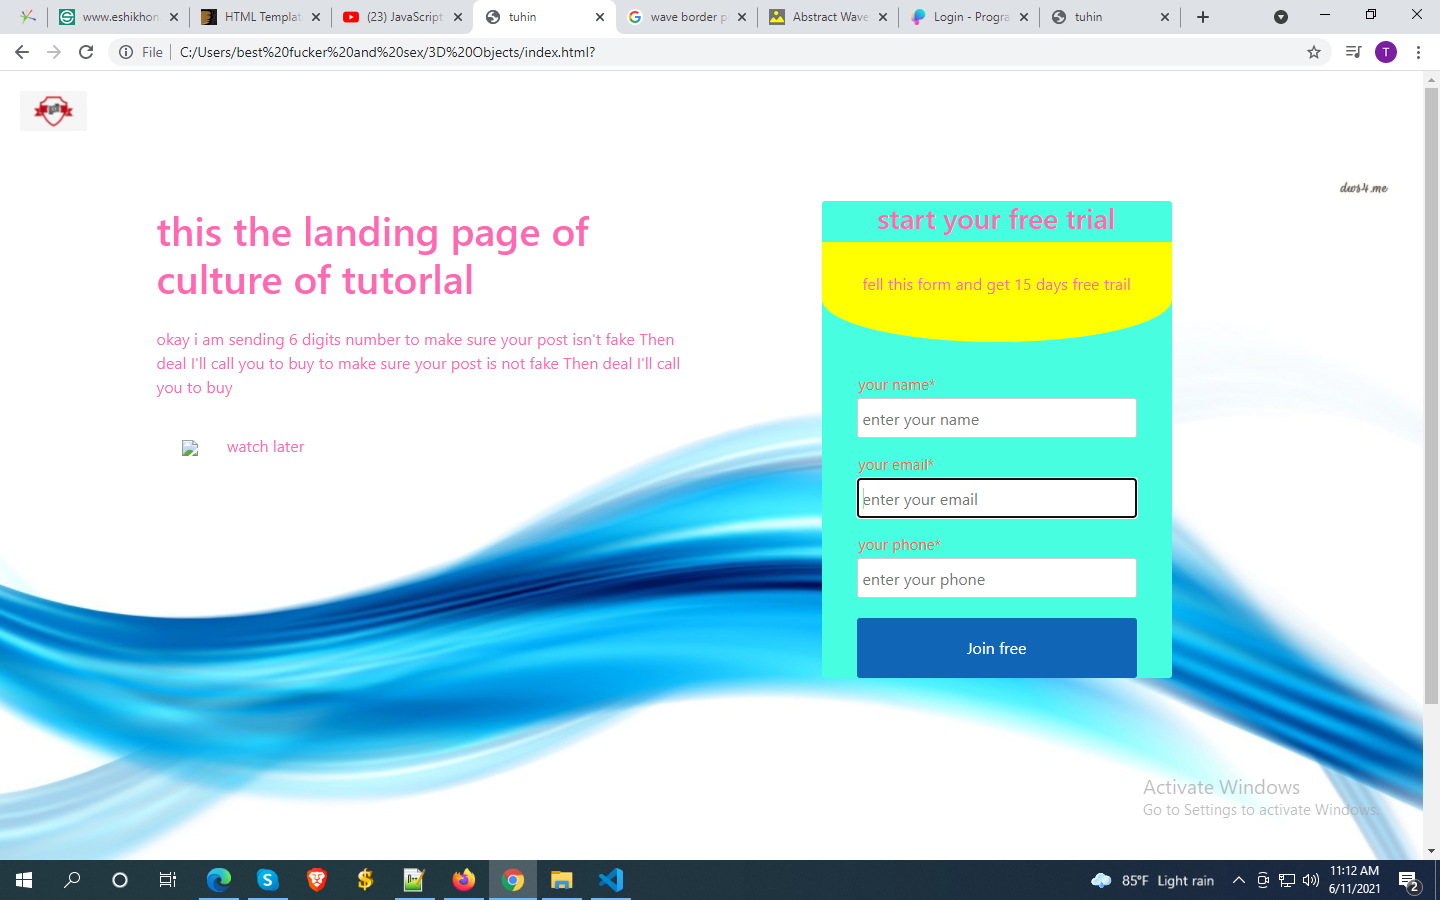 www.eshikhon.
HTML Templat
(23) JavaScript
tuhin
wave border p
Abstract Wave
Login - Progra
tuhin
File
C:/Users/best%20fucker%20and%20sex/3D%20Objects/index.html?
T
dws4.me
this the landing page of
culture of tutorlal
okay i am sending 6 digits number to make sure your post isn't fake Then
deal I'll call you to buy to make sure your post is not fake Then deal I'll call
you to buy
watch later
start your free trial
fell this form and get 15 days free trail
your name*
enter your name
your email*
enter your email
your phone*
enter your phone
Join free
Activate Windows
Go to Settings to activate Windows.
85°F Light rain
11:12 AM
6/11/2021
2